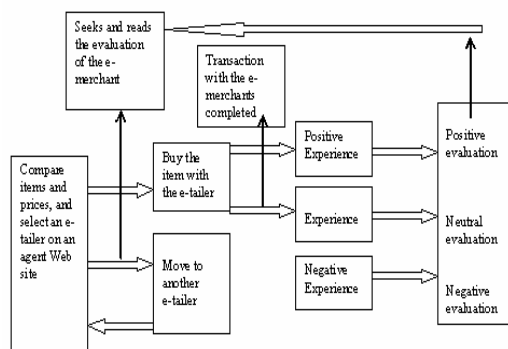 Seeks and reads
the evaluation
of the e-
merchant
Transaction
with the e-
merchants
completed
Compare
items and
prices, and
select an e-
tailer on an
agent Web
site
Buy the
item with
the e-tailer
Move to
another
e-tailer
Positive
Experience
Experience
Negative
Experience
Positive
evaluation
Neutral
evaluation
Negative
evaluation